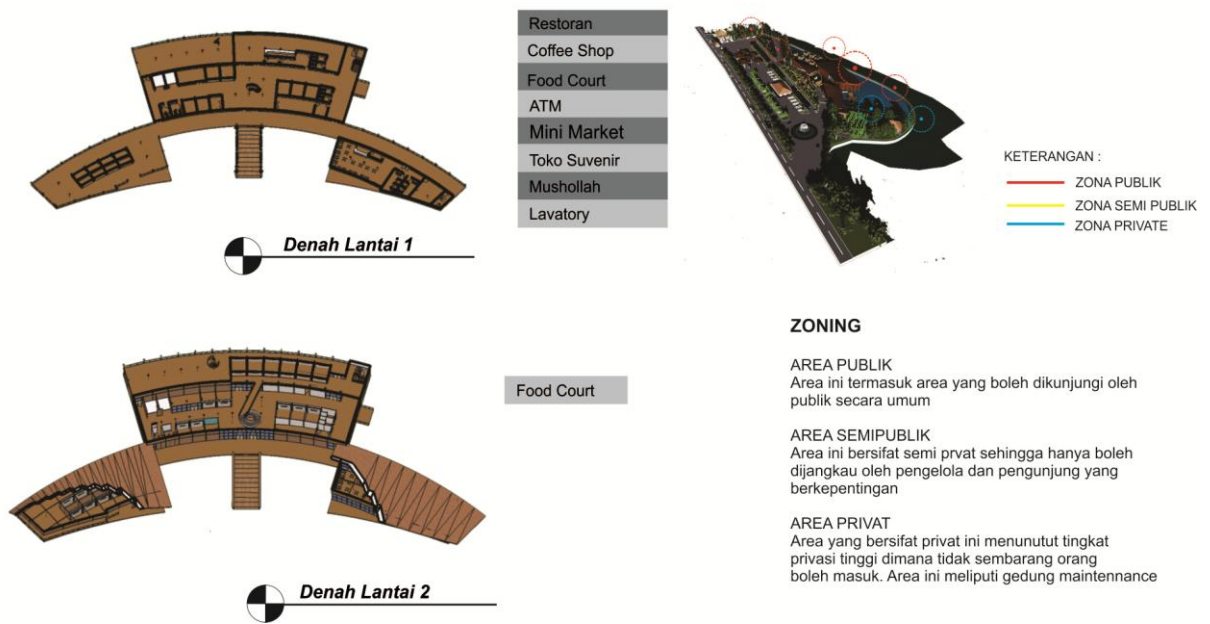 Restoran
Coffee Shop
Food Court
ATM
Mini Market
Toko Suvenir
Mushollah
Lavatory
Denah Lantai 1
KETERANGAN :
ZONA PUBLIK
ZONA SEMI PUBLIK
ZONA PRIVATE
Food Court
Denah Lantai 2
ZONING
AREA PUBLIK
Area ini termasuk area yang boleh dikunjungi oleh
publik secara umum
AREA SEMIPUBLIK
Area ini bersifat semi prvat sehingga hanya boleh
dijangkau oleh pengelola dan pengunjung yang
berkepentingan
AREA PRIVAT
Area yang bersifat privat ini menunutut tingkat
privasi tinggi dimana tidak sembarang orang
boleh masuk. Area ini meliputi gedung maintennance